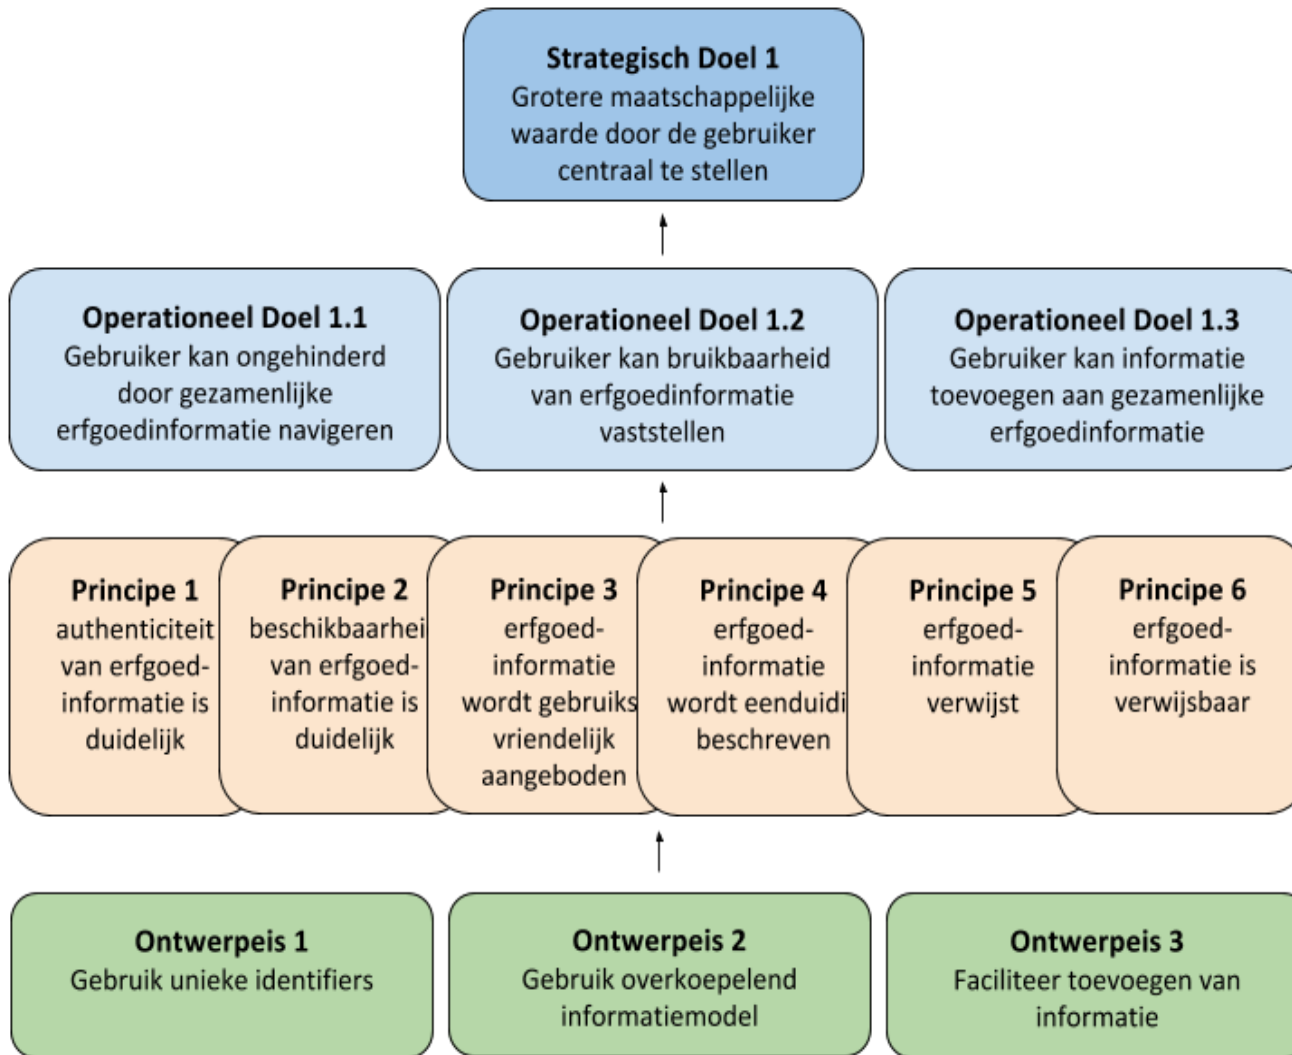 Strategisch Doel 1
Grotere maatschappelijke
waarde door de gebruiker
centraal te stellen
Operationeel Doel 1.1
Gebruiker kan ongehinderd
door gezamenlijke
erfgoedinformatie navigeren
Operationeel Doel 1.2
Gebruiker kan bruikbaarheid
van erfgoedinformatie
vaststellen
Operationeel Doel 1.3
Gebruiker kan informatie
toevoegen aan gezamenlijke
erfgoedinformatie
Principe 1
authenticiteit
van erfgoed-
informatie is
duidelijk
Principe 2
beschikbaarhei
van erfgoed-
informatie is
duidelijk
Principe 3
erfgoed-
informatie
wordt gebruiks
vriendelijk
aangeboden
Principe 4
erfgoed-
informatie
wordt eenduidi
beschreven
Principe 5
erfgoed-
informatie
verwijst
Principe 6
erfgoed-
informatie is
verwijsbaar
Ontwerpeis 1
Gebruik unieke identifiers
Ontwerpeis 2
Gebruik overkoepelend
informatiemodel
Ontwerpeis 3
Faciliteer toevoegen van
informatie